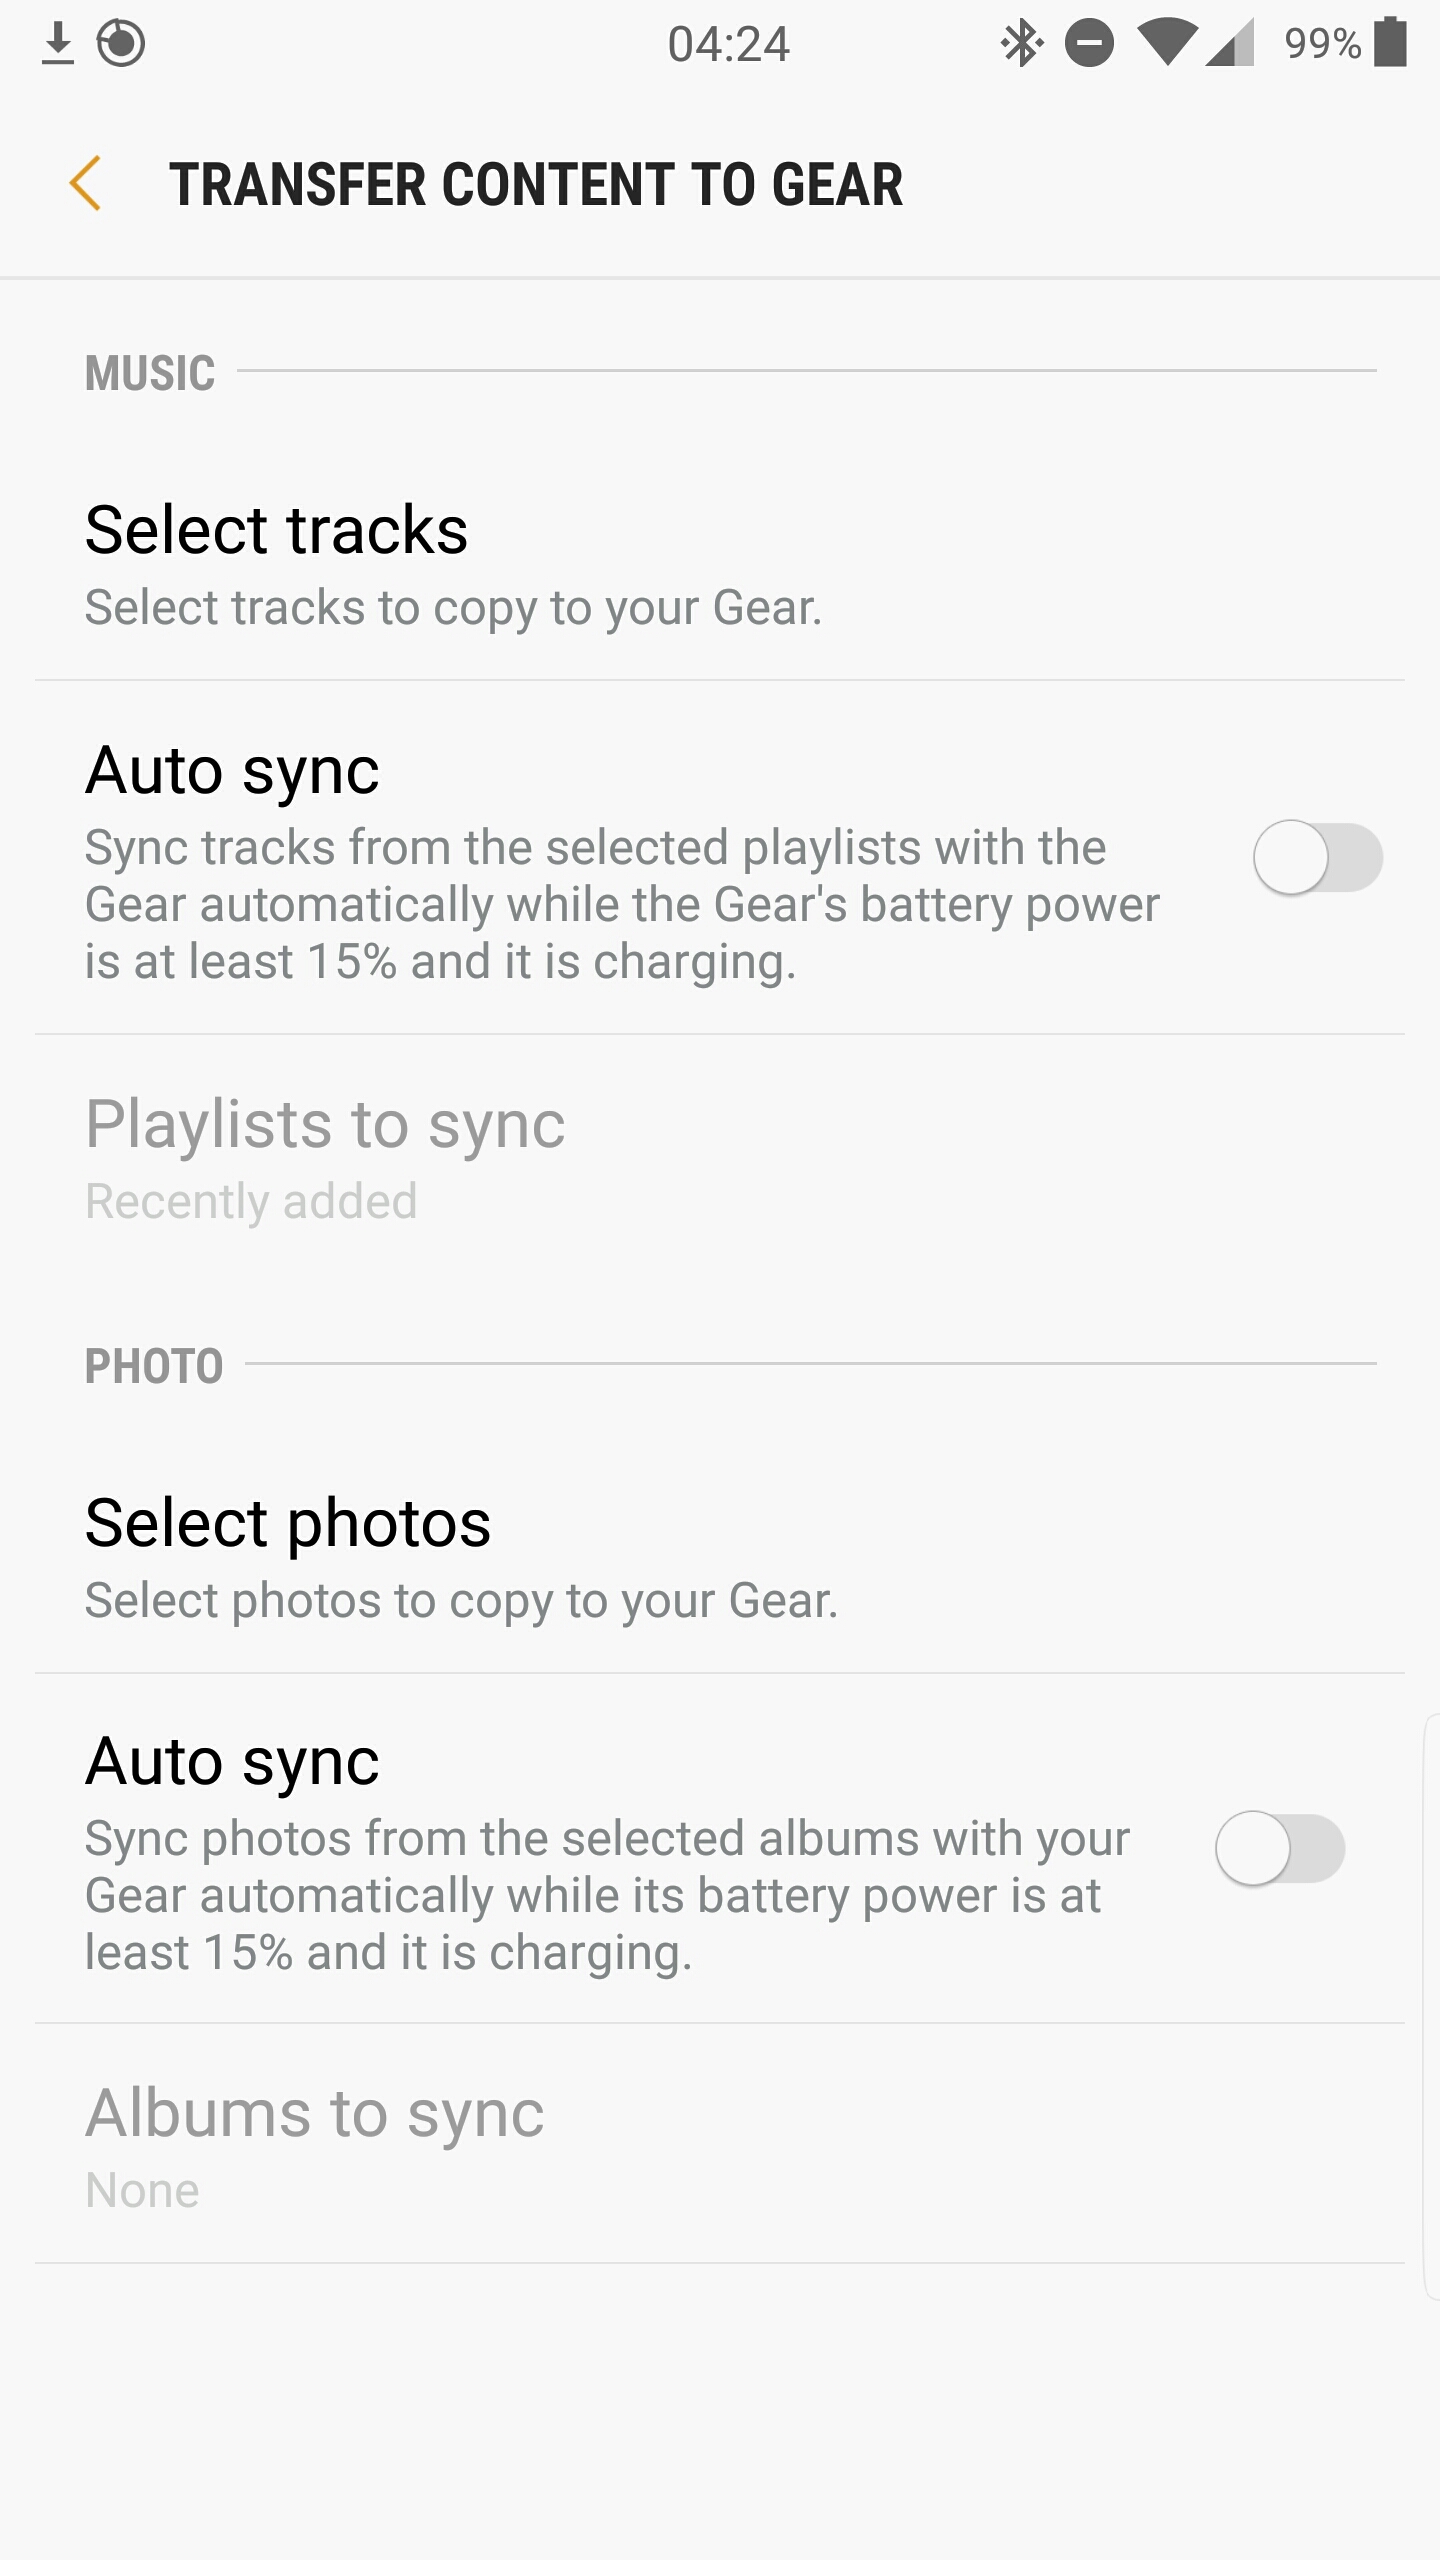 04:24
99%
TRANSFER CONTENT TO GEAR
MUSIC
Select tracks
Select tracks to copy to your Gear.
Auto sync
Sync tracks from the selected playlists with the
Gear automatically while the Gear's battery power
is at least 15% and it is charging.
Playlists to sync
Recently added
PHOTO
Select photos
Select photos to copy to your Gear.
Auto sync
Sync photos from the selected albums with your
Gear automatically while its battery power is at
least 15% and it is charging.
Albums to sync
None